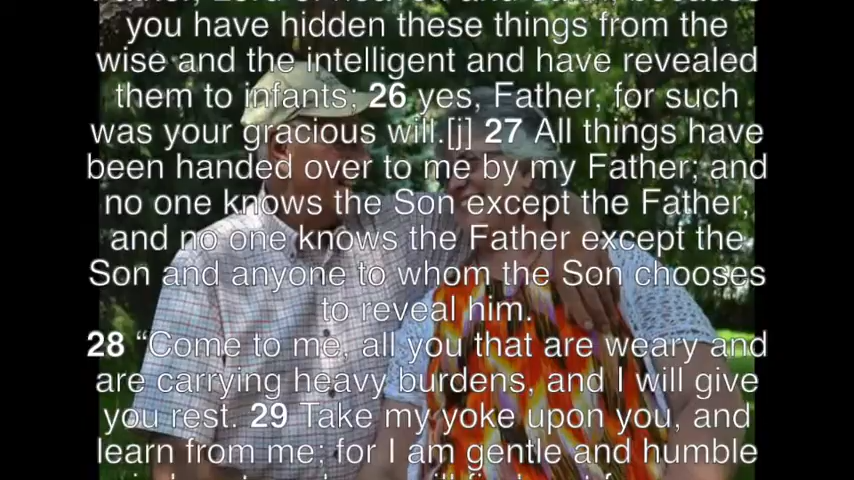 you have hidden these things from the
wise and the intelligent and have revealed
them to infants; 26 yes, Father, for such
was your gracious will.[j] 27 All things have
been handed over to me by my Father; and
no one knows the Son except the Father,
and no one knows the Father except the
Son and anyone to whom the Son chooses
to reveal him.
28 “Come to me, all you that are weary and
are carrying heavy burdens, and I will give
you rest. 29 Take my yoke upon you, and
learn from me; for I am gentle and humble